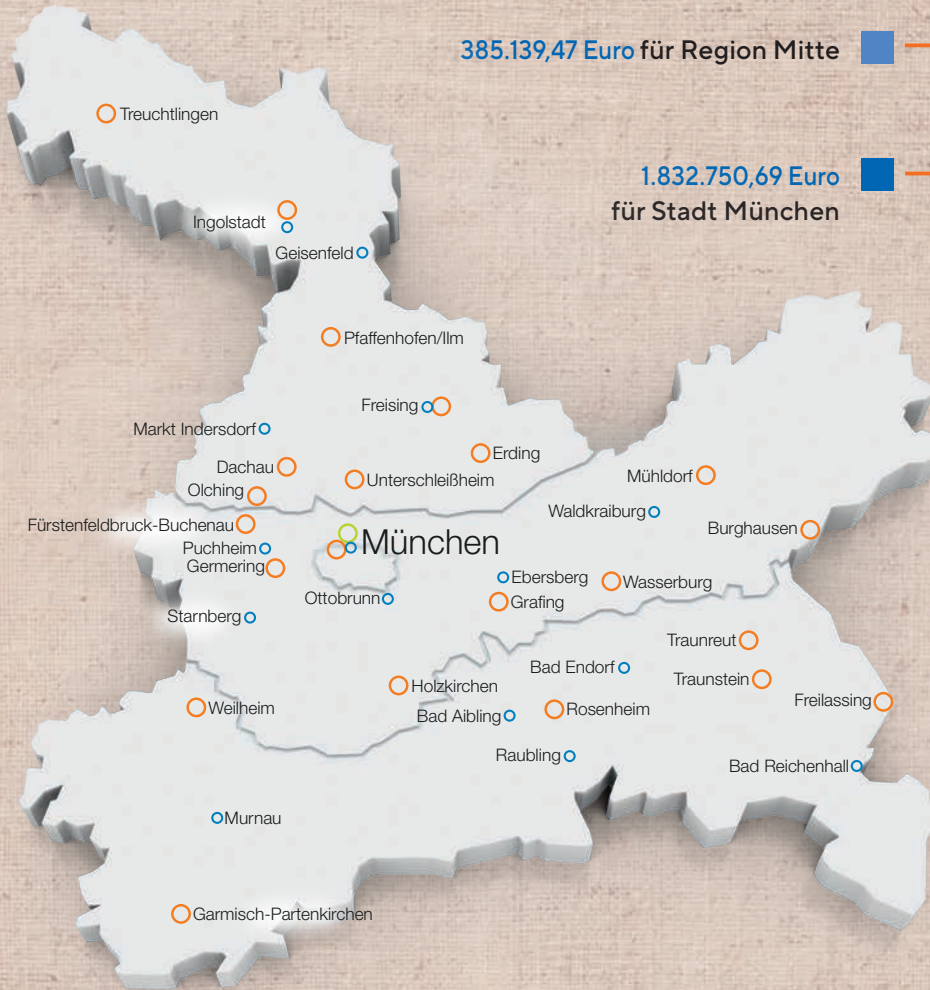 385.139,47 Euro für Region Mitte
1.832.750,69 Euro
für Stadt München
Treuchtlingen
Ingolstadt
Geisenfeld
Pfaffenhofen/Ilm
Freising
Markt Indersdorf
Erding
Dachau
Unterschleißheim
Mühldorf
Olching
Waldkraiburg
Fürstenfeldbruck-Buchenau
Burghausen
München
Puchheim
Germering
Ebersberg
Wasserburg
Ottobrunn
Grafing
Starnberg
Traunreut
Bad Endorf
Traunstein
Holzkirchen
Freilassing
Weilheim
Rosenheim
Bad Aibling
Raubling
Bad Reichenhall
Murnau
Garmisch-Partenkirchen